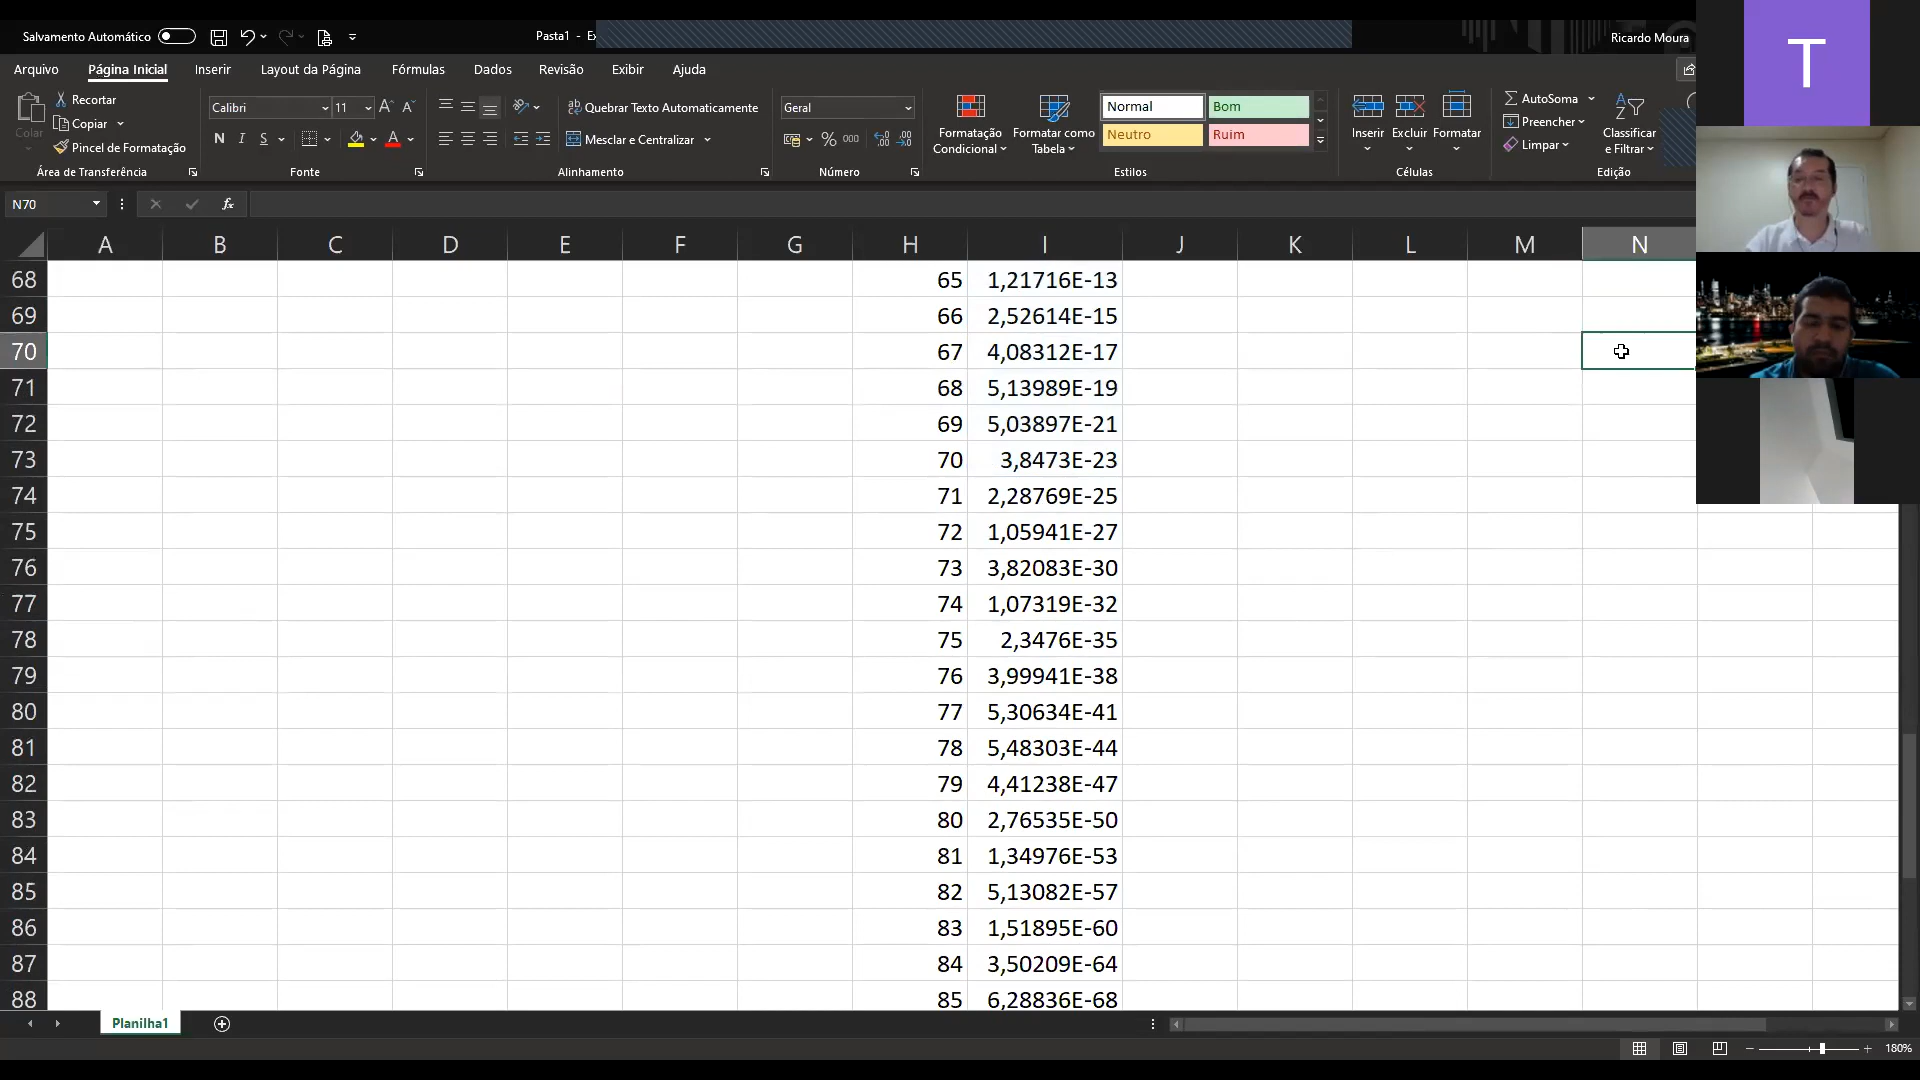 Salvamento Automático
Pasta1 - Ex
Ricardo Moura
T
Arquivo Página Inicial Inserir Layout da Página Fórmulas Dados Revisão Exibir Ajuda
Colar
Recortar
Copiar
Pincel de Formatação
Área de Transferência
Calibri 11
N I S
Fonte
Quebrar Texto Automaticamente
Mesclar e Centralizar
Alinhamento
Geral
% 000
Número
Formatação Condicional
Formatar como Tabela
Normal Bom
Neutro Ruim
Estilos
Inserir Excluir Formatar
Células
AutoSoma
Preencher
Limpar
Classificar e Filtrar
Edição
N70
fx
A B C D E F G H I J K L M N
68 65 1,21716E-13
69 66 2,52614E-15
70 67 4,08312E-17
71 68 5,13989E-19
72 69 5,03897E-21
73 70 3,8473E-23
74 71 2,28769E-25
75 72 1,05941E-27
76 73 3,82083E-30
77 74 1,07319E-32
78 75 2,3476E-35
79 76 3,99941E-38
80 77 5,30634E-41
81 78 5,48303E-44
82 79 4,41238E-47
83 80 2,76535E-50
84 81 1,34976E-53
85 82 5,13082E-57
86 83 1,51895E-60
87 84 3,50209E-64
88 85 6,28836E-68
Planilha1
180%